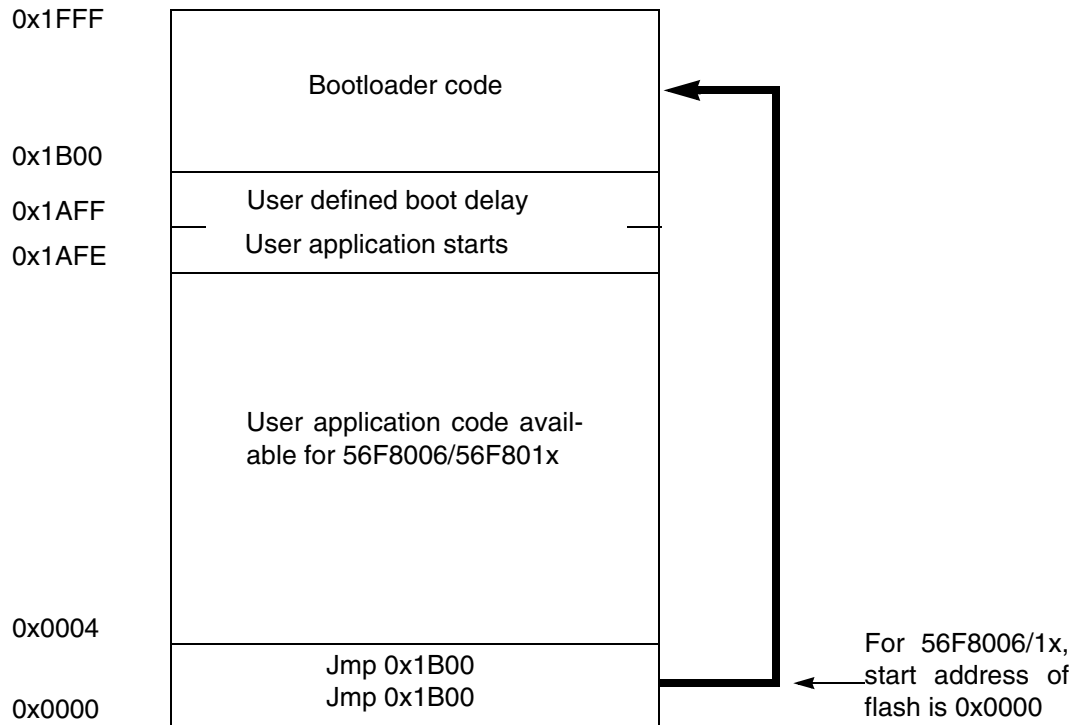 0x1FFF
Bootloader code
0x1B00
User defined boot delay
0x1AFF
User application starts
0x1AFE
User application code avail-
able for 56F8006/56F801x
0x0004
Jmp 0x1B00
Jmp 0x1B00
0x0000
For 56F8006/1x,
start address of
flash is 0x0000